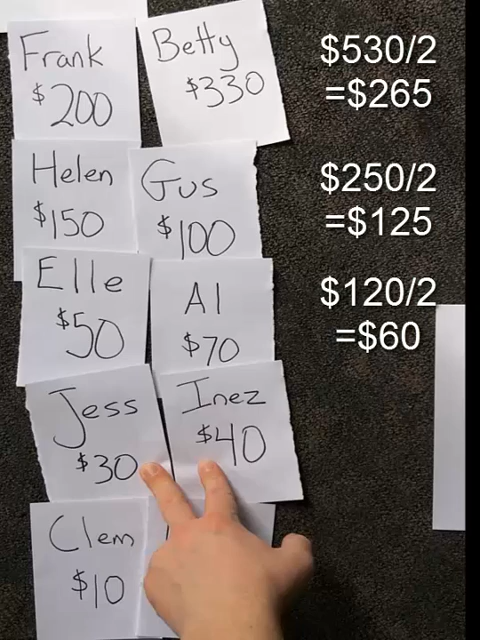 Frank
$200
Betty
$330
$530/2
=$265
Helen
$150
Gus
$100
$250/2
=$125
Elle
$50
Al
$70
$120/2
=$60
Jess
$30
Inez
$40
Clem
$10